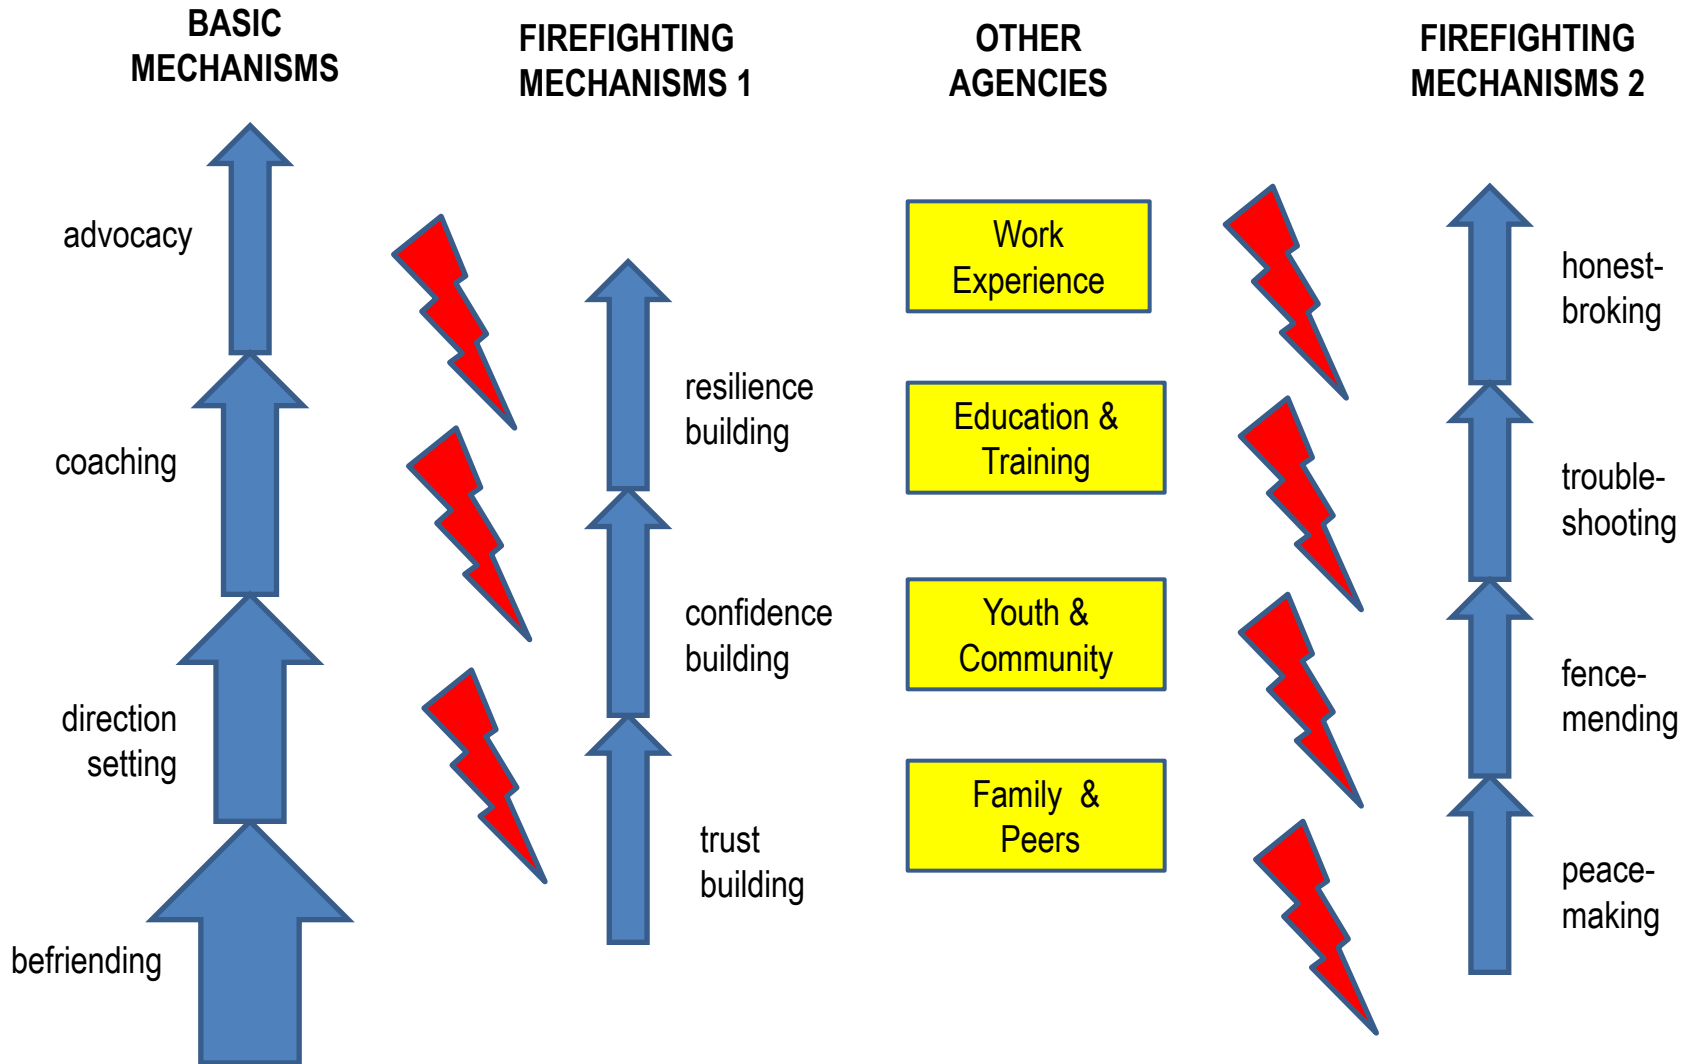 BASIC
MECHANISMS
FIREFIGHTING
MECHANISMS 1
OTHER
AGENCIES
FIREFIGHTING
MECHANISMS 2
advocacy
coaching
direction
setting
befriending
resilience
building
confidence
building
trust
building
Work
Experience
Education &
Training
Youth &
Community
Family &
Peers
honest-
broking
trouble-
shooting
fence-
mending
peace-
making